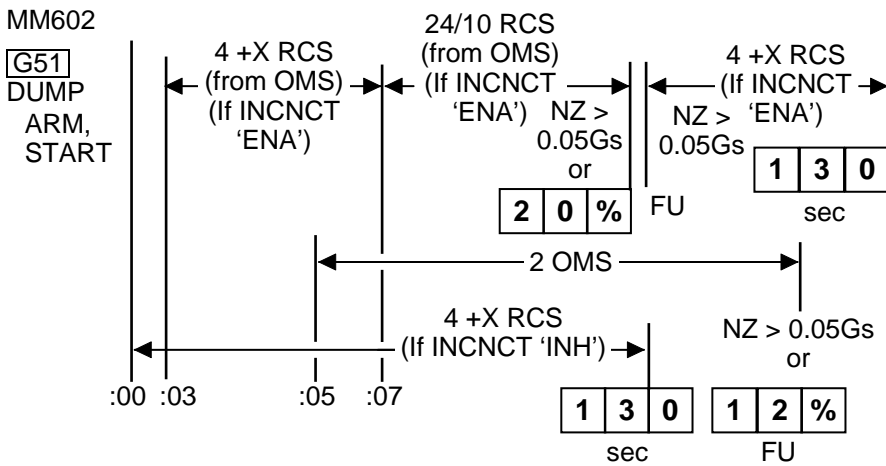 MM602
G51
DUMP
ARM,
START
4 +X RCS
(from OMS)
(If INCNCT
‘ENA’)
24/10 RCS
(from OMS)
(If INCNCT
‘ENA’)
NZ >
0.05Gs
or
2 0 %
FU
4 +X RCS
(If INCNCT
‘ENA’)
NZ >
0.05Gs
1 3 0
sec
2 OMS
4 +X RCS
(If INCNCT ‘INH’)
NZ > 0.05Gs
or
:00 :03 :05 :07
1 3 0
sec
1 2 %
FU